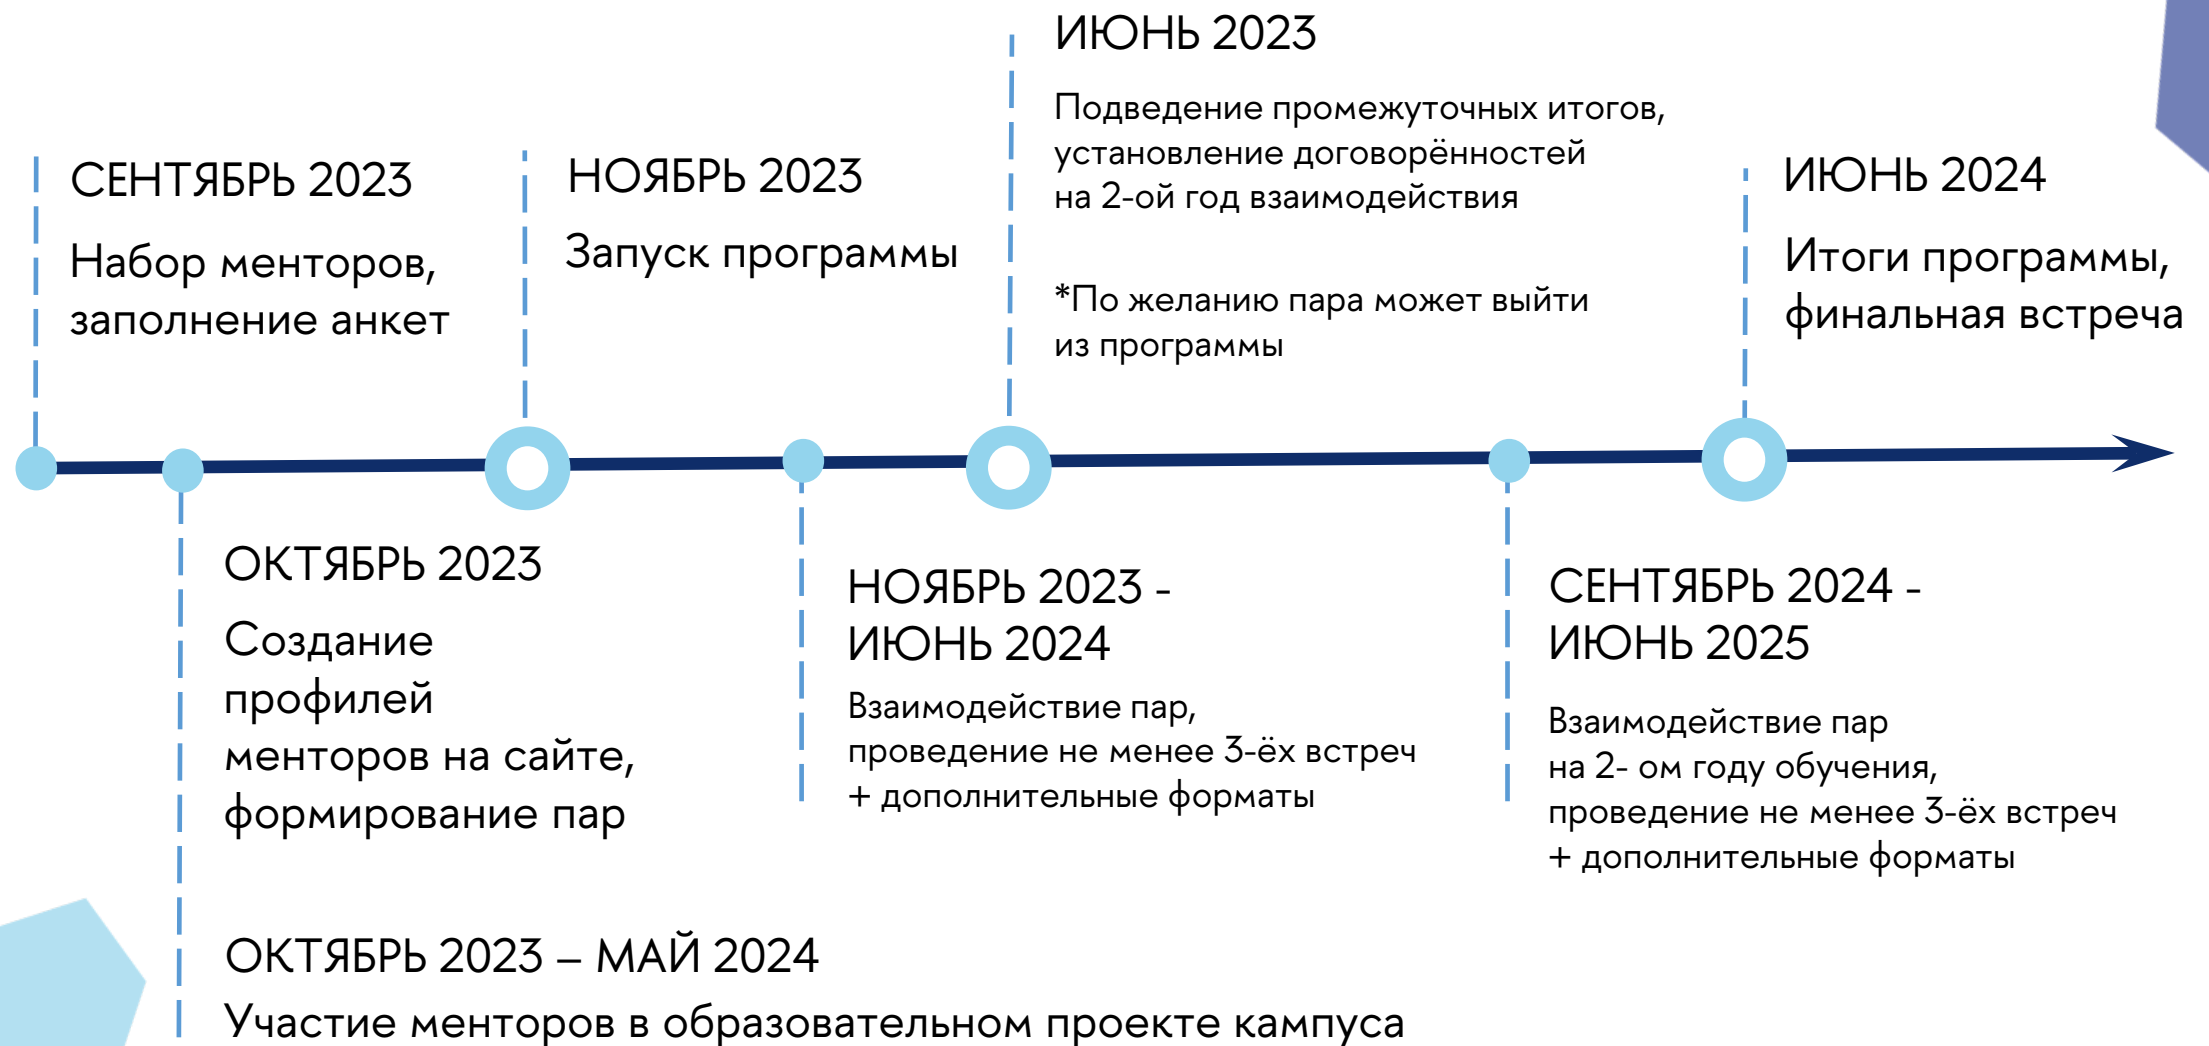 СЕНТЯБРЬ 2023
Набор менторов,
заполнение анкет
ОКТЯБРЬ 2023
Создание
профилей
менторов на сайте,
формирование пар
ОКТЯБРЬ 2023 – МАЙ 2024
Участие менторов в образовательном проекте кампуса
НОЯБРЬ 2023
Запуск программы
НОЯБРЬ 2023 -
ИЮНЬ 2024
Взаимодействие пар,
проведение не менее 3-ёх встреч
+ дополнительные форматы
ИЮНЬ 2023
Подведение промежуточных итогов,
установление договорённостей
на 2-ой год взаимодействия
*По желанию пара может выйти
из программы
СЕНТЯБРЬ 2024 -
ИЮНЬ 2025
Взаимодействие пар
на 2- ом году обучения,
проведение не менее 3-ёх встреч
+ дополнительные форматы
ИЮНЬ 2024
Итоги программы,
финальная встреча